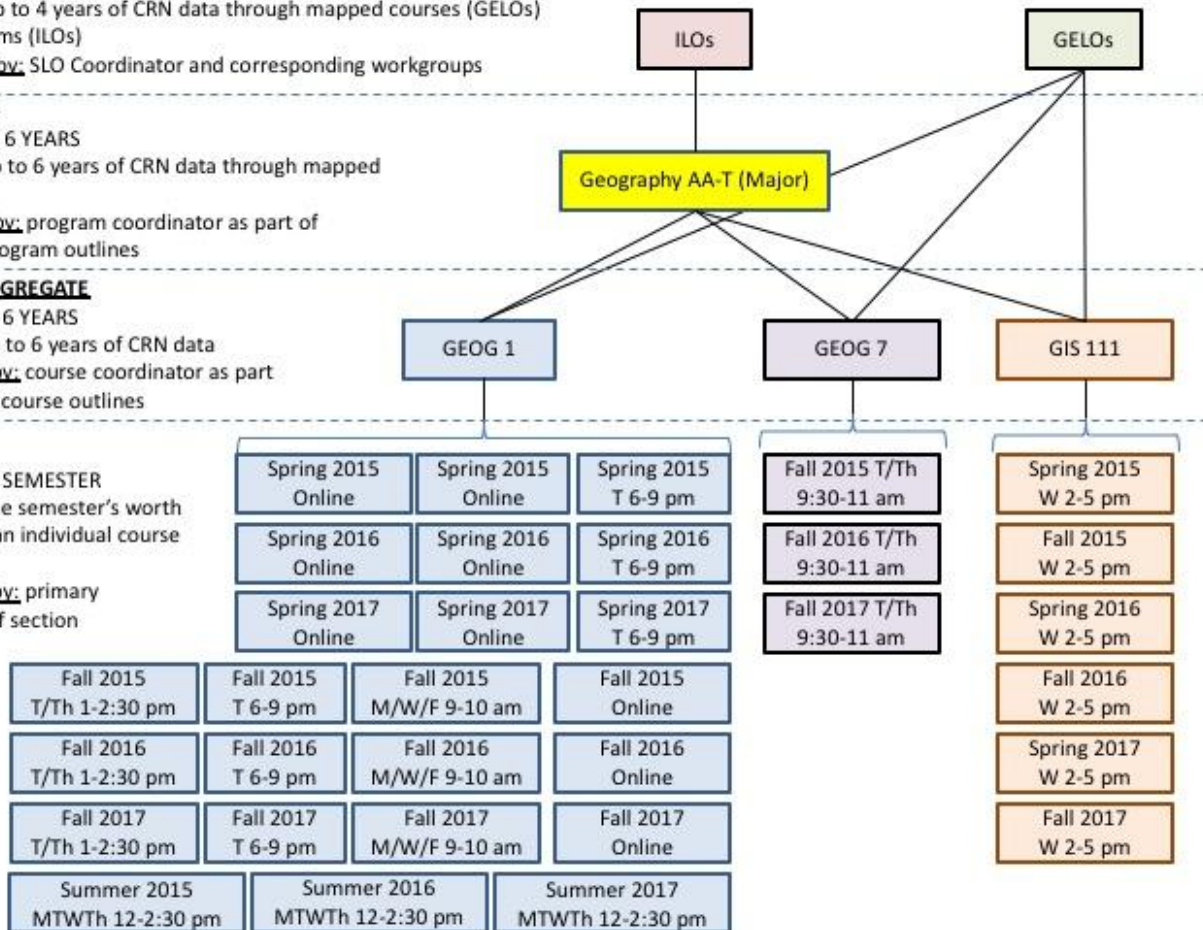 to 4 years of CRN data through mapped courses (GELOs)
ms (ILOs)
by: SLO Coordinator and corresponding workgroups
ILOs
GELOs
6 YEARS
to 6 years of CRN data through mapped
by: program coordinator as part of
ogram outlines
Geography AA-T (Major)
GREGATE
6 YEARS
to 6 years of CRN data
by: course coordinator as part
course outlines
GEOG 1
GEOG 7
GIS 111
SEMESTER
e semester's worth
an individual course
by: primary
f section
Spring 2015
Online
Spring 2015
Online
Spring 2015
T 6-9 pm
Spring 2016
Online
Spring 2016
Online
Spring 2016
T 6-9 pm
Spring 2017
Online
Spring 2017
Online
Spring 2017
T 6-9 pm
Fall 2015
T/Th 1-2:30 pm
Fall 2015
T 6-9 pm
Fall 2015
M/W/F 9-10 am
Fall 2015
Online
Fall 2016
T/Th 1-2:30 pm
Fall 2016
T 6-9 pm
Fall 2016
M/W/F 9-10 am
Fall 2016
Online
Fall 2017
T/Th 1-2:30 pm
Fall 2017
T 6-9 pm
Fall 2017
M/W/F 9-10 am
Fall 2017
Online
Summer 2015
MTWTh 12-2:30 pm
Summer 2016
MTWTh 12-2:30 pm
Summer 2017
MTWTh 12-2:30 pm
Fall 2015 T/Th
9:30-11 am
Fall 2016 T/Th
9:30-11 am
Fall 2017 T/Th
9:30-11 am
Spring 2015
W 2-5 pm
Fall 2015
W 2-5 pm
Spring 2016
W 2-5 pm
Fall 2016
W 2-5 pm
Spring 2017
W 2-5 pm
Fall 2017
W 2-5 pm